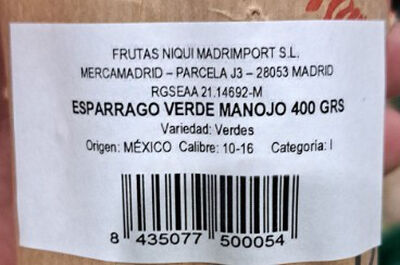 FRUTAS NIQUI MADRIMPORT S.L.
MERCAMADRID – PARCELA J3 – 28053 MADRID
RGSEAA 21.14692-M
ESPARRAGO VERDE MANOJO 400 GRS
Variedad: Verdes
Origen: MÉXICO Calibre: 10-16 Categoría: I
8 435077 500054